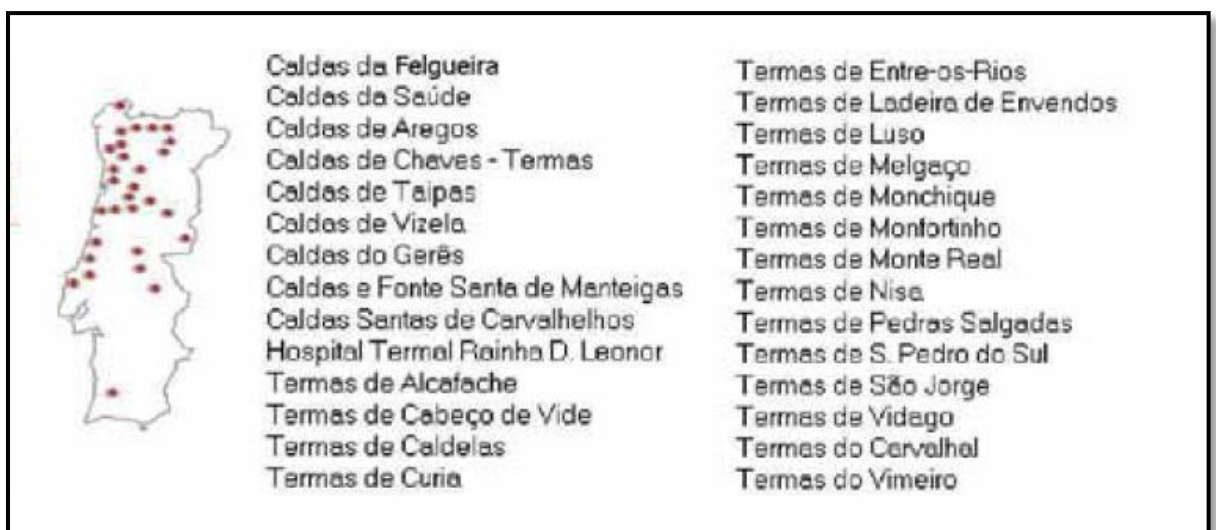 Caldas da Felgueira
Caldas da Saúde
Caldas de Aregos
Caldas de Chaves - Termas
Caldas de Taipas
Caldas de Vizela
Caldas do Gerês
Caldas e Fonte Santa de Manteigas
Caldas Santas de Carvalhelhos
Hospital Termal Rainha D. Leonor
Termas de Alcafache
Termas de Cabeço de Vide
Termas de Caldelas
Termas de Curia
Termas de Entre-os-Rios
Termas de Ladeira de Envendos
Termas de Luso
Termas de Melgaço
Termas de Monchique
Termas de Monfortinho
Termas de Monte Real
Termas de Nisa
Termas de Pedras Salgadas
Termas de S. Pedro do Sul
Termas de São Jorge
Termas de Vidago
Termas do Carvalhal
Termas do Vimeiro